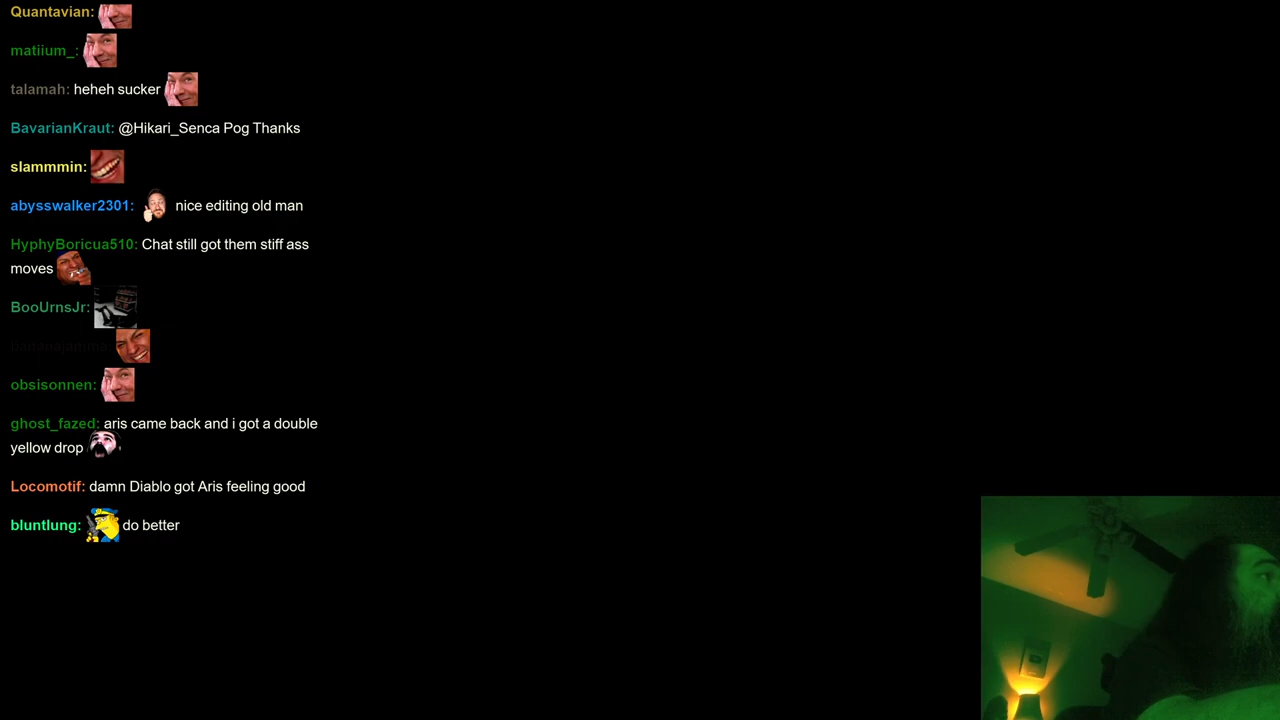 Quantavian:
matiium_:
talamah: heheh sucker
BavarianKraut: @Hikari_Senca Pog Thanks
slammmin:
abysswalker2301: nice editing old man
HyphyBoricua510: Chat still got them stiff ass
moves
BooUrnsJr:
bananajamma:
obsisonnen:
ghost_fazed: aris came back and i got a double
yellow drop
Locomotif: damn Diablo got Aris feeling good
bluntlung: do better